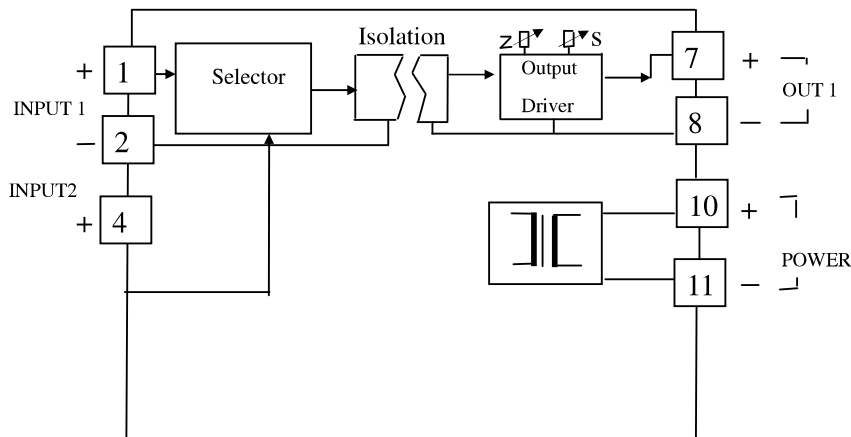 Isolation
Z
S
+
1
Selector
Output
Driver
7
+
INPUT 1
OUT 1
−
2
8
−
INPUT2
+
4
10
+
POWER
11
−